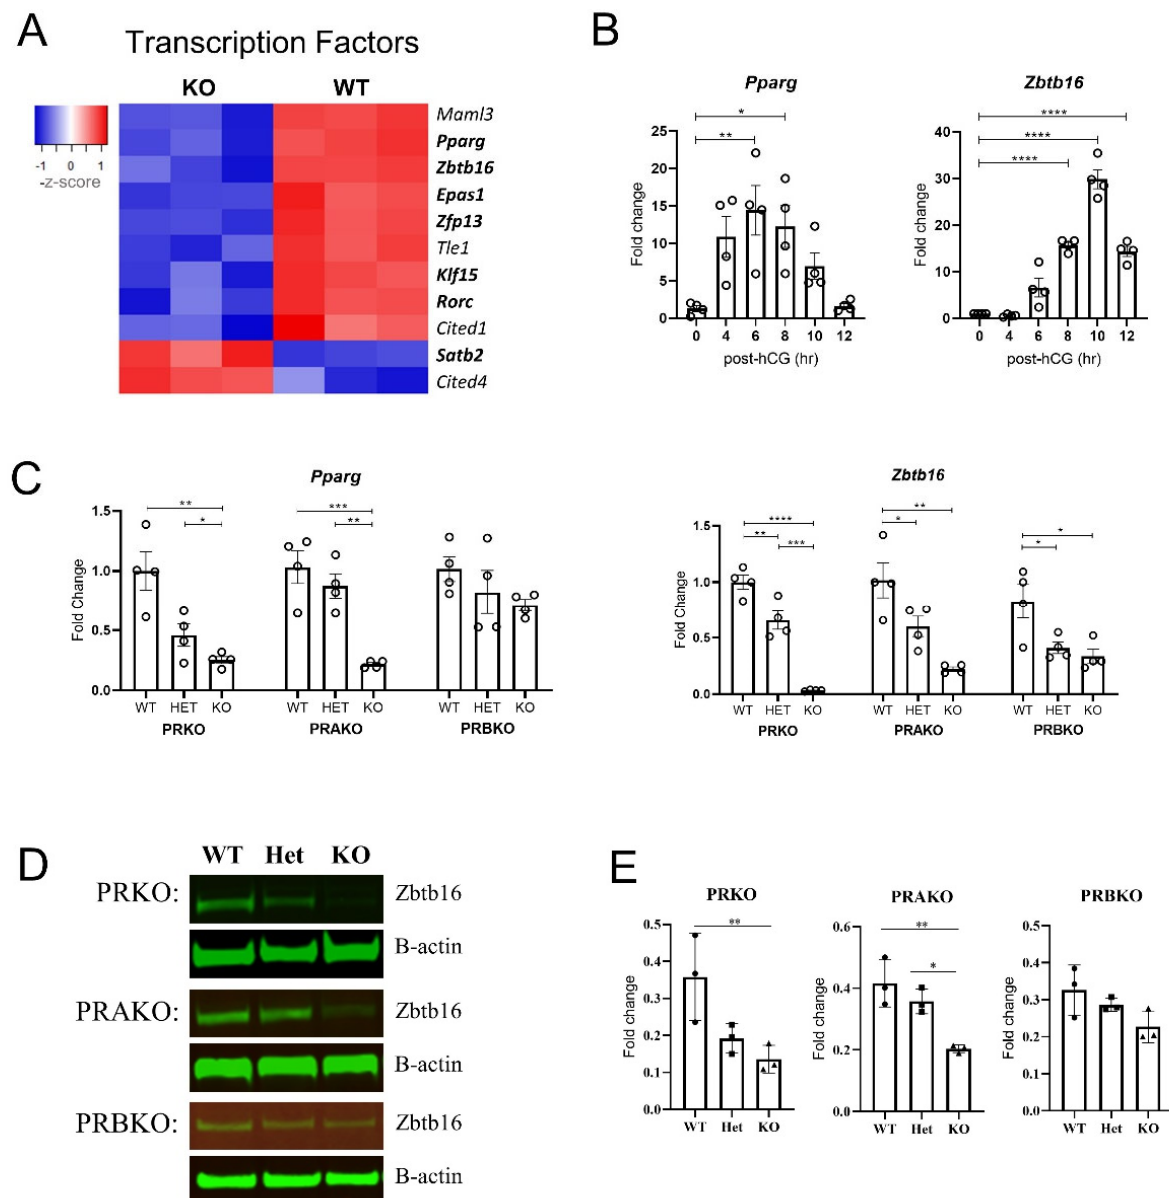 A
Transcription Factors
KO WT
-1 0 1
-z-score
Maml3
Pparg
Zbtb16
Epas1
Zfp13
Tle1
Klf15
Rorc
Cited1
Satb2
Cited4
B
Pparg
Fold change
25
20
15
10
5
0
*
**
0 4 6 8 10 12
post-hCG (hr)
Zbtb16
Fold change
40
30
20
10
0
****
****
****
0 4 6 8 10 12
post-hCG (hr)
C
Pparg
Fold Change
1.5
1.0
0.5
0.0
** ***
* **
WT HET KO WT HET KO WT HET KO
PRKO PRAKO PRBKO
Zbtb16
Fold Change
1.5
1.0
0.5
0.0
**** ** *
** *** * *
WT HET KO WT HET KO WT HET KO
PRKO PRAKO PRBKO
D
WT Het KO
PRKO: Zbtb16
B-actin
PRAKO: Zbtb16
B-actin
PRBKO: Zbtb16
B-actin
E
PRKO
Fold change
0.5
0.4
0.3
0.2
0.1
0.0
**
WT Het KO
PRAKO
Fold change
0.6
0.4
0.2
0.0
**
*
WT Het KO
PRBKO
Fold change
0.5
0.4
0.3
0.2
0.1
0.0
WT Het KO